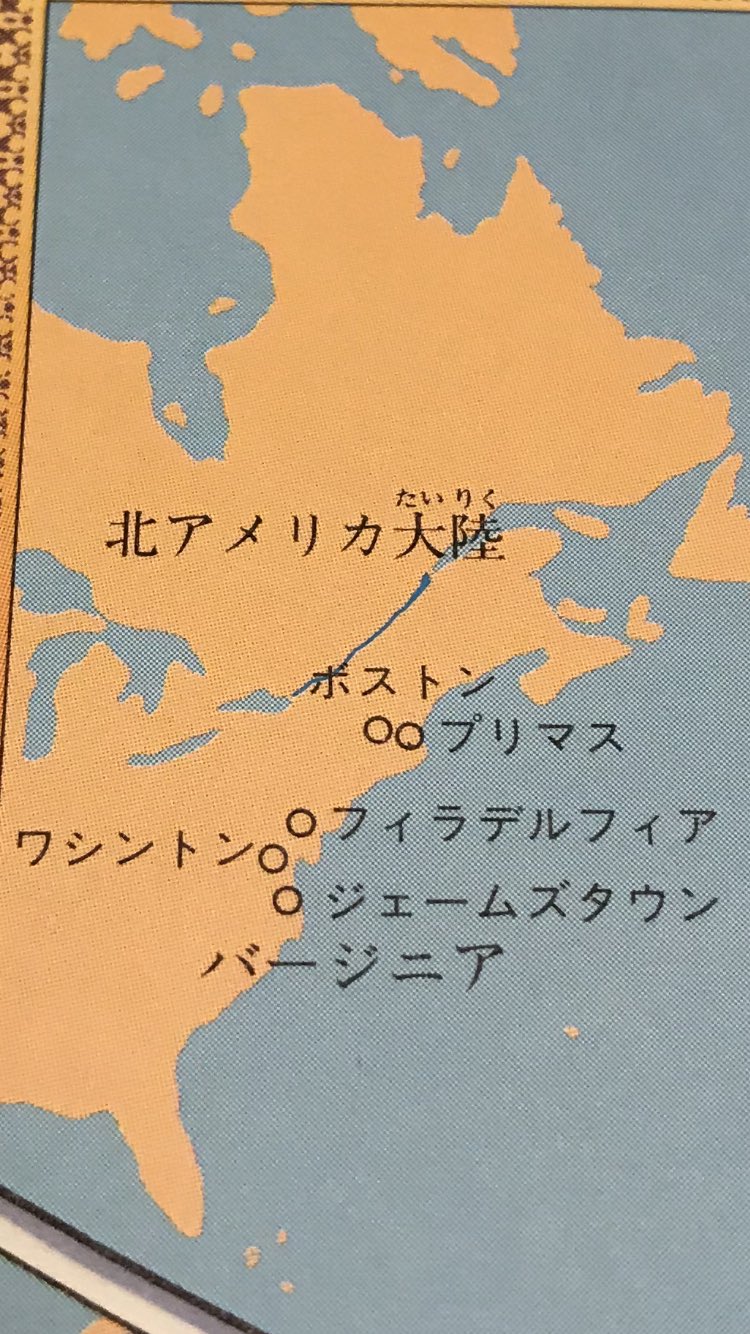 たいりく
北アメリカ大陸
ボストン
プリマス
フィラデルフィア
ワシントン
ジェームズタウン
バージニア